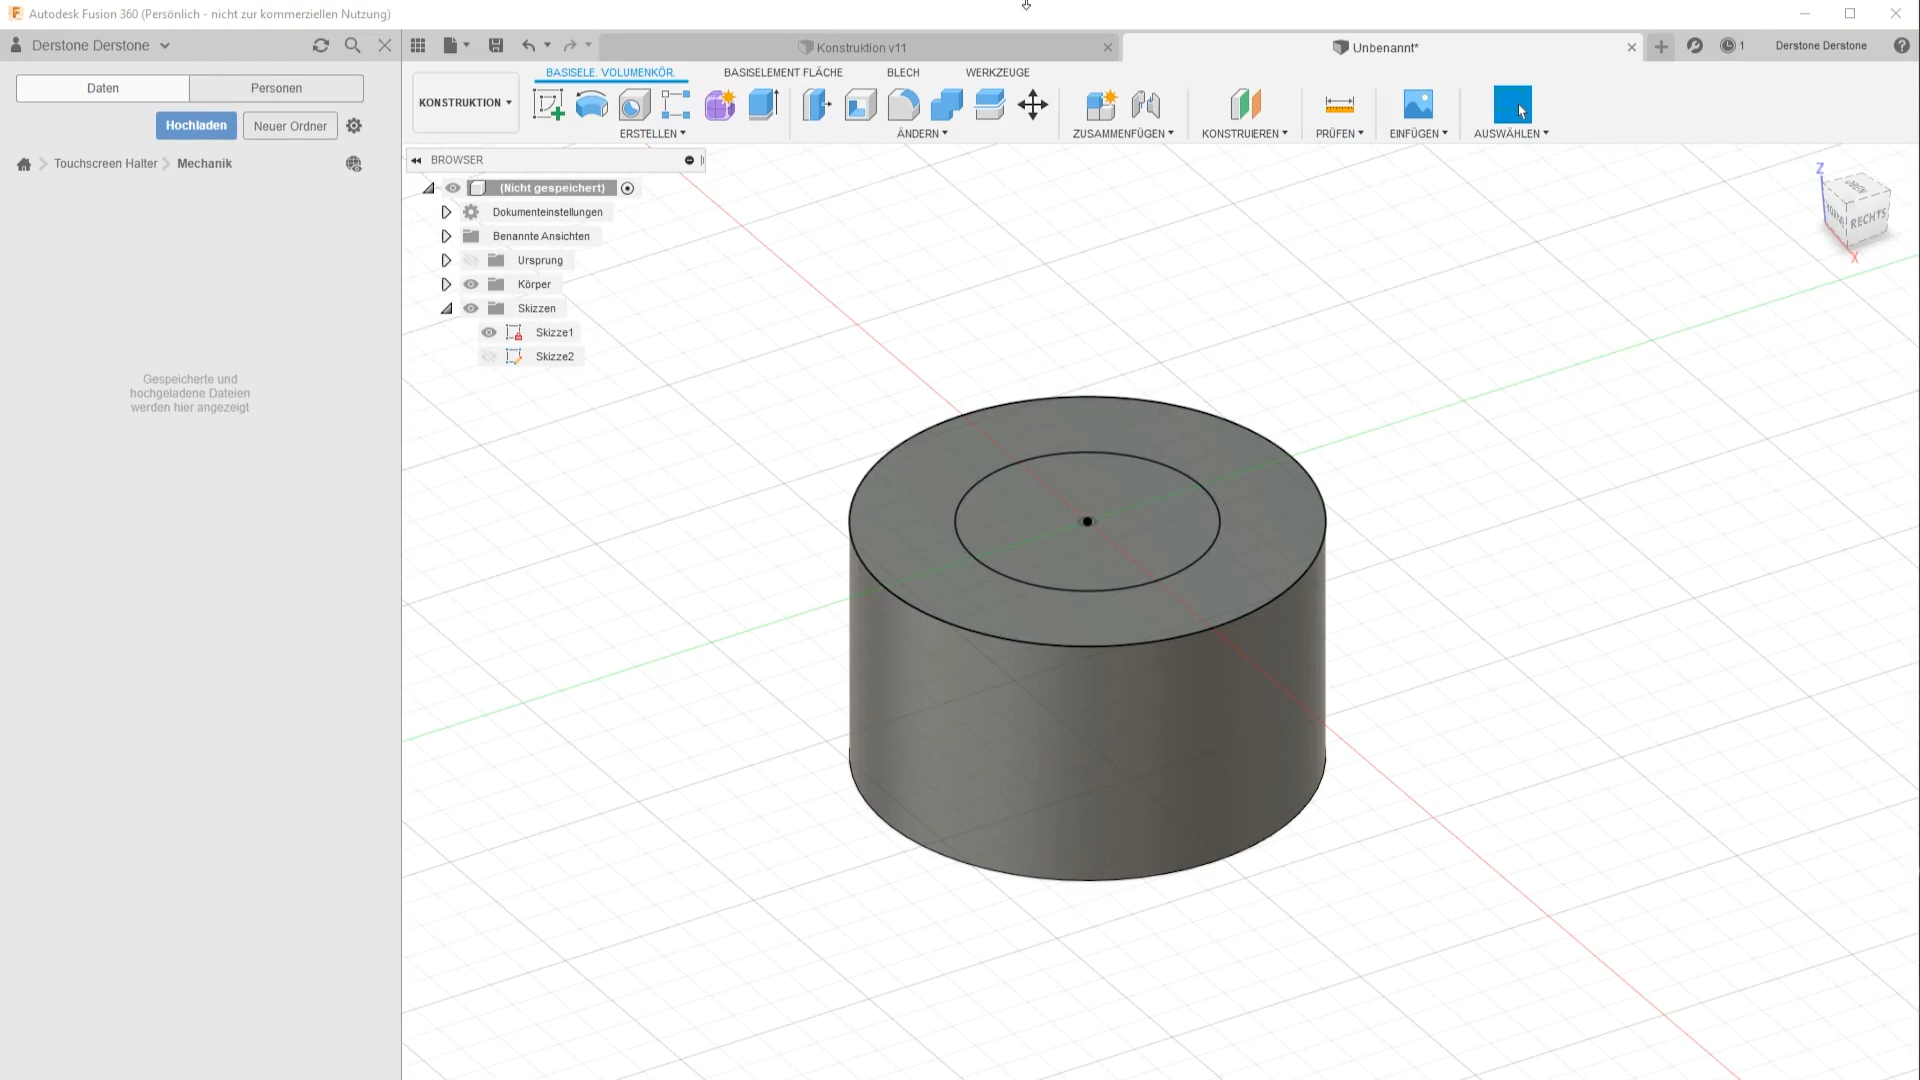 Autodesk Fusion 360 (Persönlich - nicht zur kommerziellen Nutzung)
Derstone Derstone
Konstruktion v11
Unbenannt*
1
Derstone Derstone
Daten
Personen
Hochladen
Neuer Ordner
Touchscreen Halter
Mechanik
Gespeicherte und
hochgeladene Dateien
werden hier angezeigt
KONSTRUKTION
BASISELE. VOLUMENKÖR.
BASISELEMENT FLÄCHE
BLECH
WERKZEUGE
ERSTELLEN
ÄNDERN
ZUSAMMENFÜGEN
KONSTRUIEREN
PRÜFEN
EINFÜGEN
AUSWÄHLEN
BROWSER
(Nicht gespeichert)
Dokumenteinstellungen
Benannte Ansichten
Ursprung
Körper
Skizzen
Skizze1
Skizze2
Z
OBEN
RECHTS
X